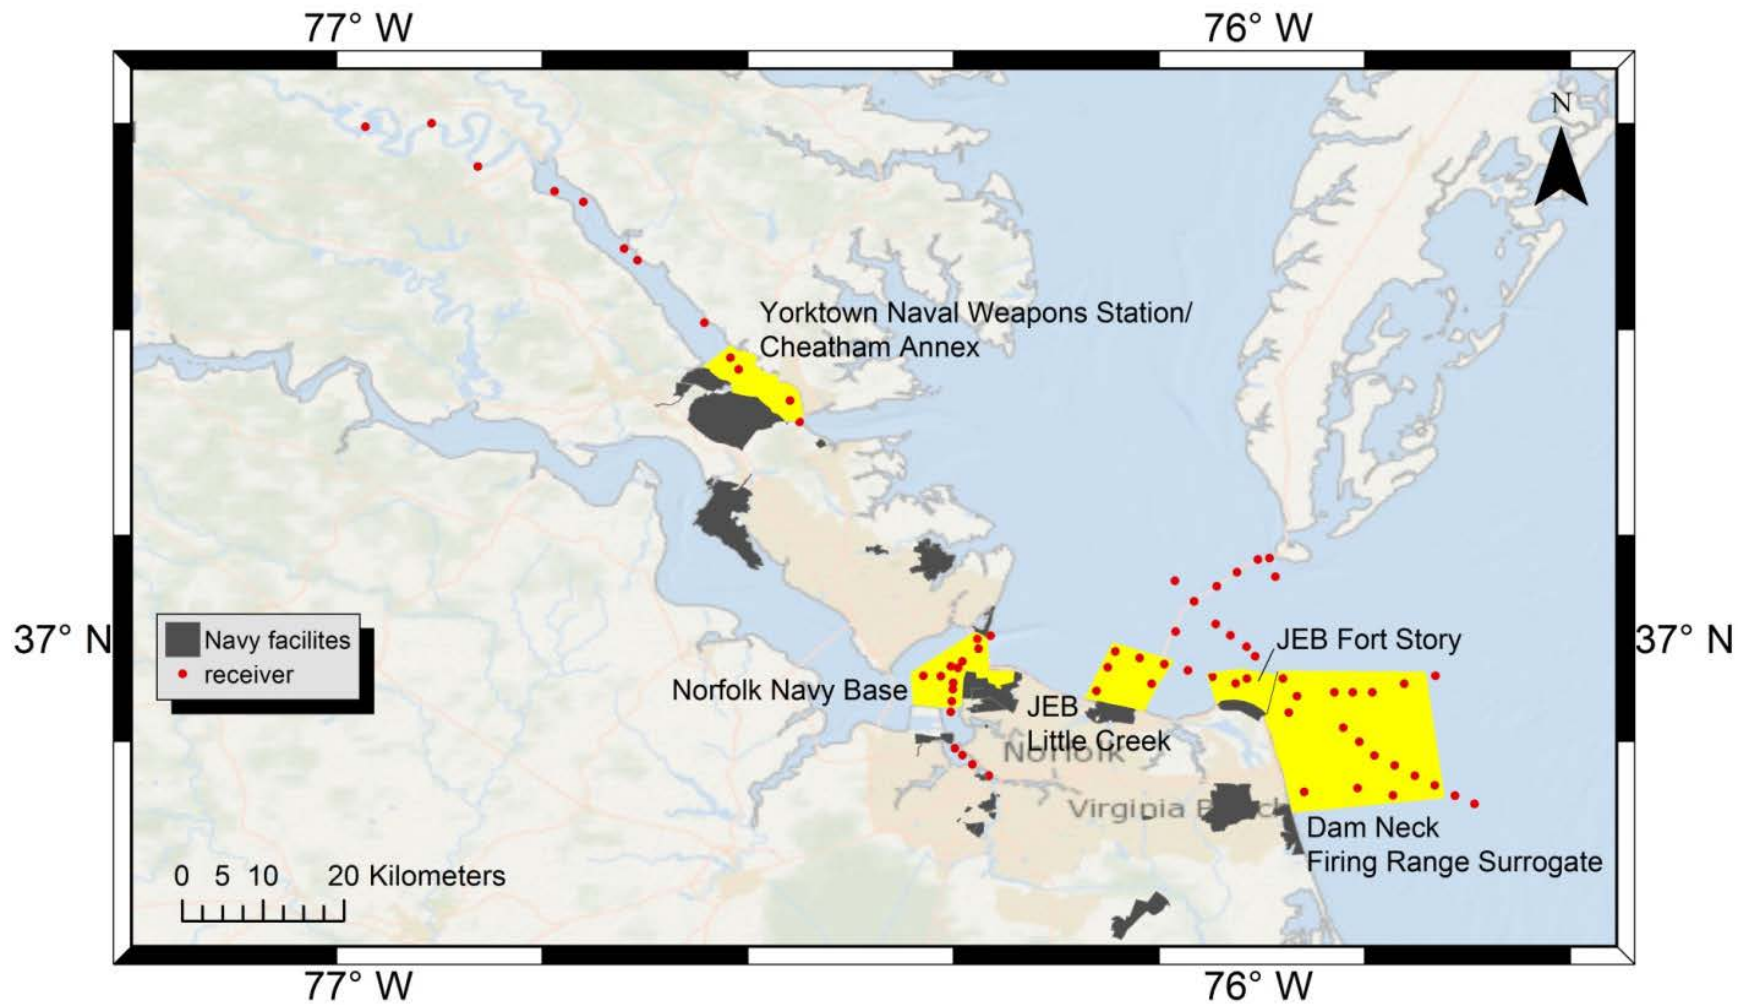 77° W 76° W
N
Yorktown Naval Weapons Station/
Cheatham Annex
37° N 37° N
Navy facilites
receiver
JEB Fort Story
Norfolk Navy Base
JEB
Little Creek
Norfolk
Virginia Beach
Dam Neck
Firing Range Surrogate
0 5 10 20 Kilometers
77° W 76° W